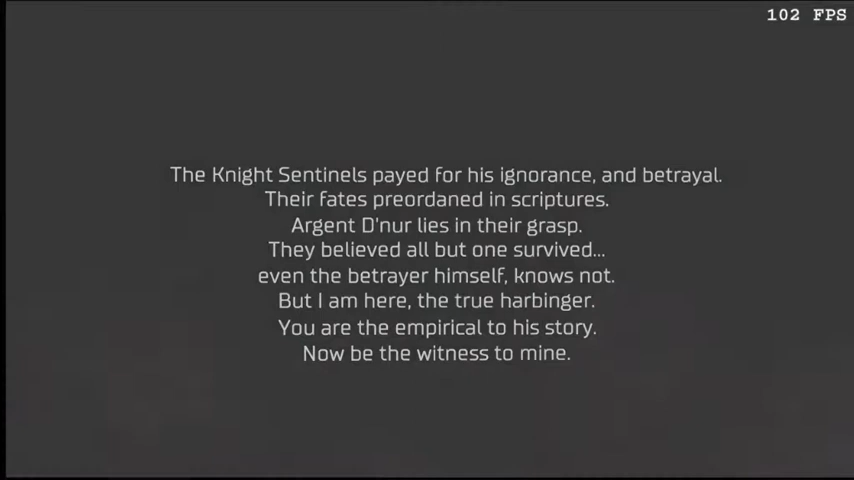 102 FPS
The Knight Sentinels payed for his ignorance, and betrayal.
Their fates preordaned in scriptures.
Argent D'nur lies in their grasp.
They believed all but one survived...
even the betrayer himself, knows not.
But I am here, the true harbinger.
You are the empirical to his story.
Now be the witness to mine.